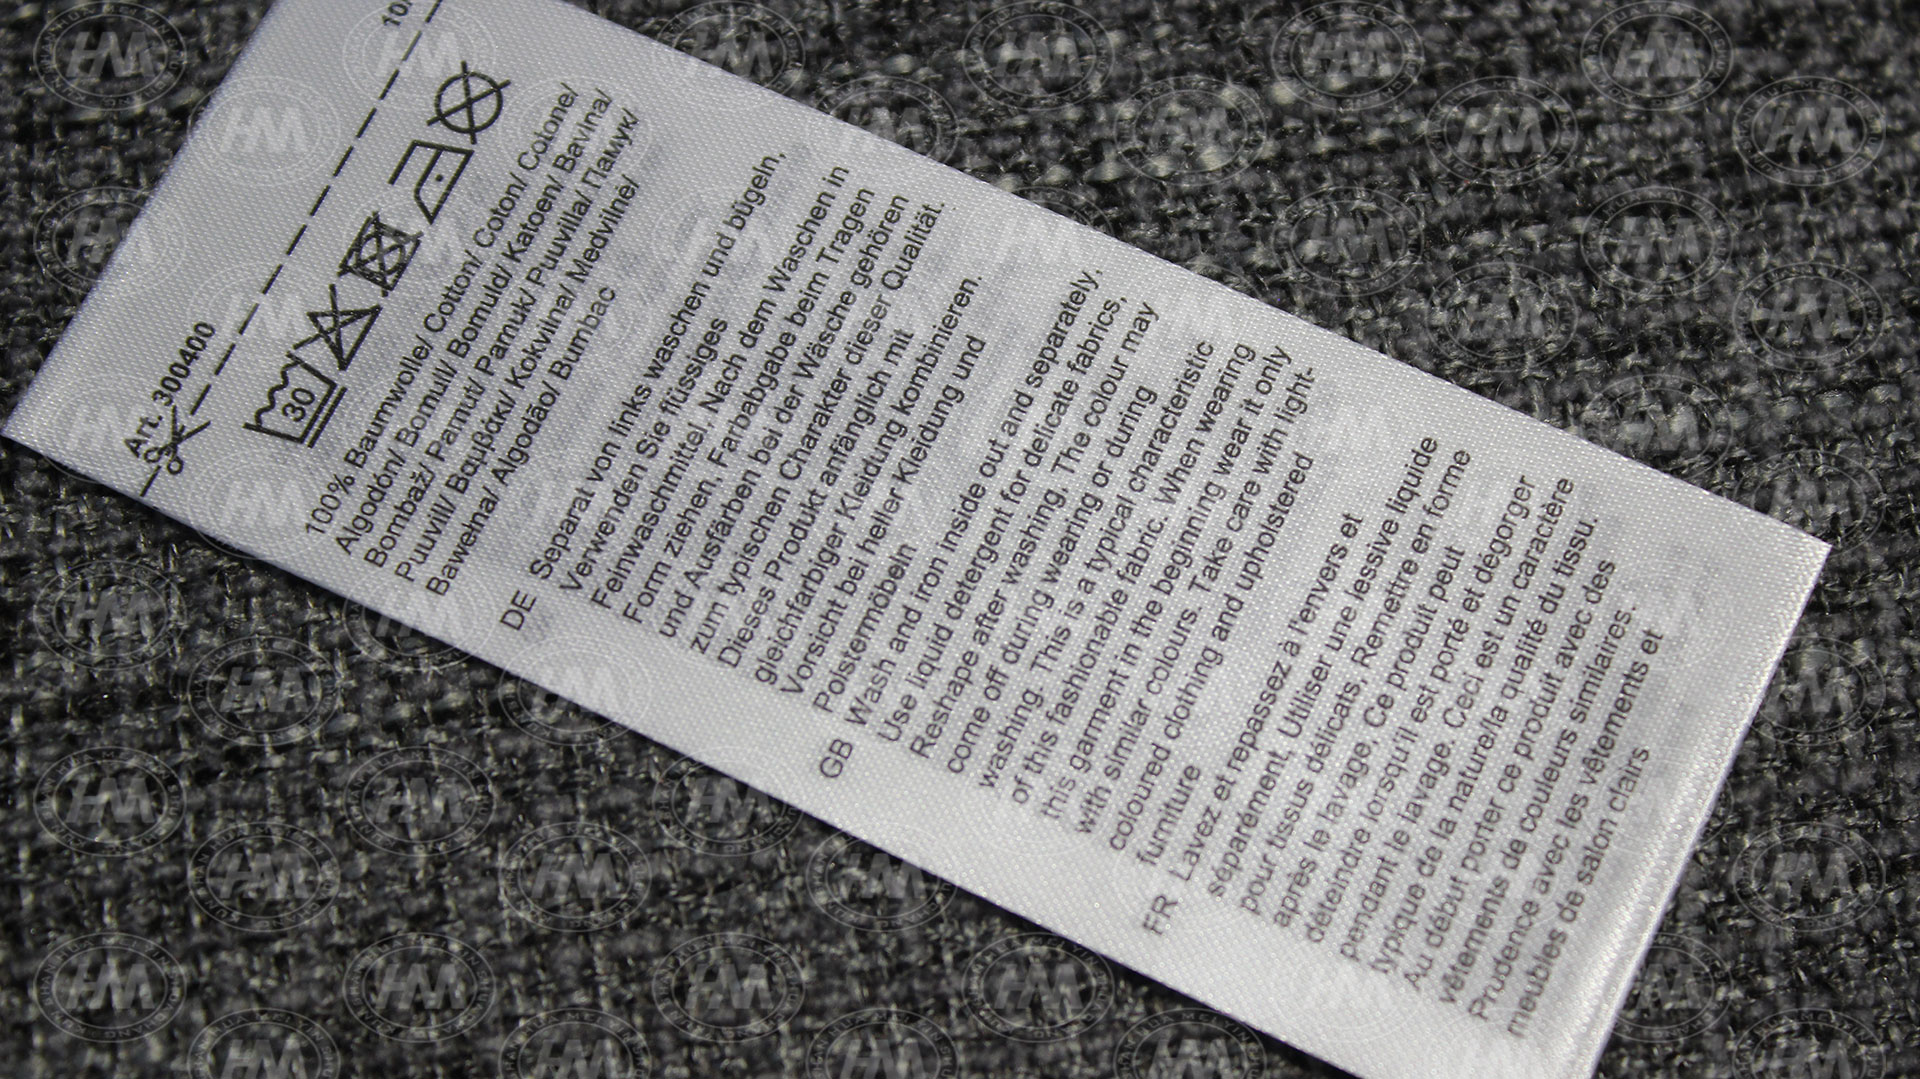 10/
Art. 300400
30
100% Baumwolle/ Cotton/ Coton/ Cotone/
Algodón/ Bomull/ Bomuld/ Katoen/ Bavlna/
Bombaž/ Pamut/ Pamuk/ Puuvilla/ Памук/
Puuvill/ Βαμβάκι/ Kokvilna/ Medvilnė/
Bawełna/ Algodão/ Bumbac
DE Separat von links waschen und bügeln,
Verwenden Sie flüssiges
Feinwaschmittel, Nach dem Waschen in
Form ziehen, Farbabgabe beim Tragen
und Ausfärben bei der Wäsche gehören
zum typischen Charakter dieser Qualität.
Dieses Produkt anfänglich mit
gleichfarbiger Kleidung kombinieren.
Vorsicht bei heller Kleidung und
Polstermöbeln
GB Wash and iron inside out and separately,
Use liquid detergent for delicate fabrics,
Reshape after washing, The colour may
come off during wearing or during
washing. This is a typical characteristic
of this fashionable fabric. When wearing
this garment in the beginning wear it only
with similar colours. Take care with light-
coloured clothing and upholstered
furniture
FR Lavez et repassez à l'envers et
séparément, Utiliser une lessive liquide
pour tissus délicats, Remettre en forme
après le lavage, Ce produit peut
déteindre lorsqu'il est porté et dégorger
pendant le lavage. Ceci est un caractère
typique de la nature/la qualité du tissu.
Au début porter ce produit avec des
vêtements de couleurs similaires.
Prudence avec les vêtements et
meubles de salon clairs